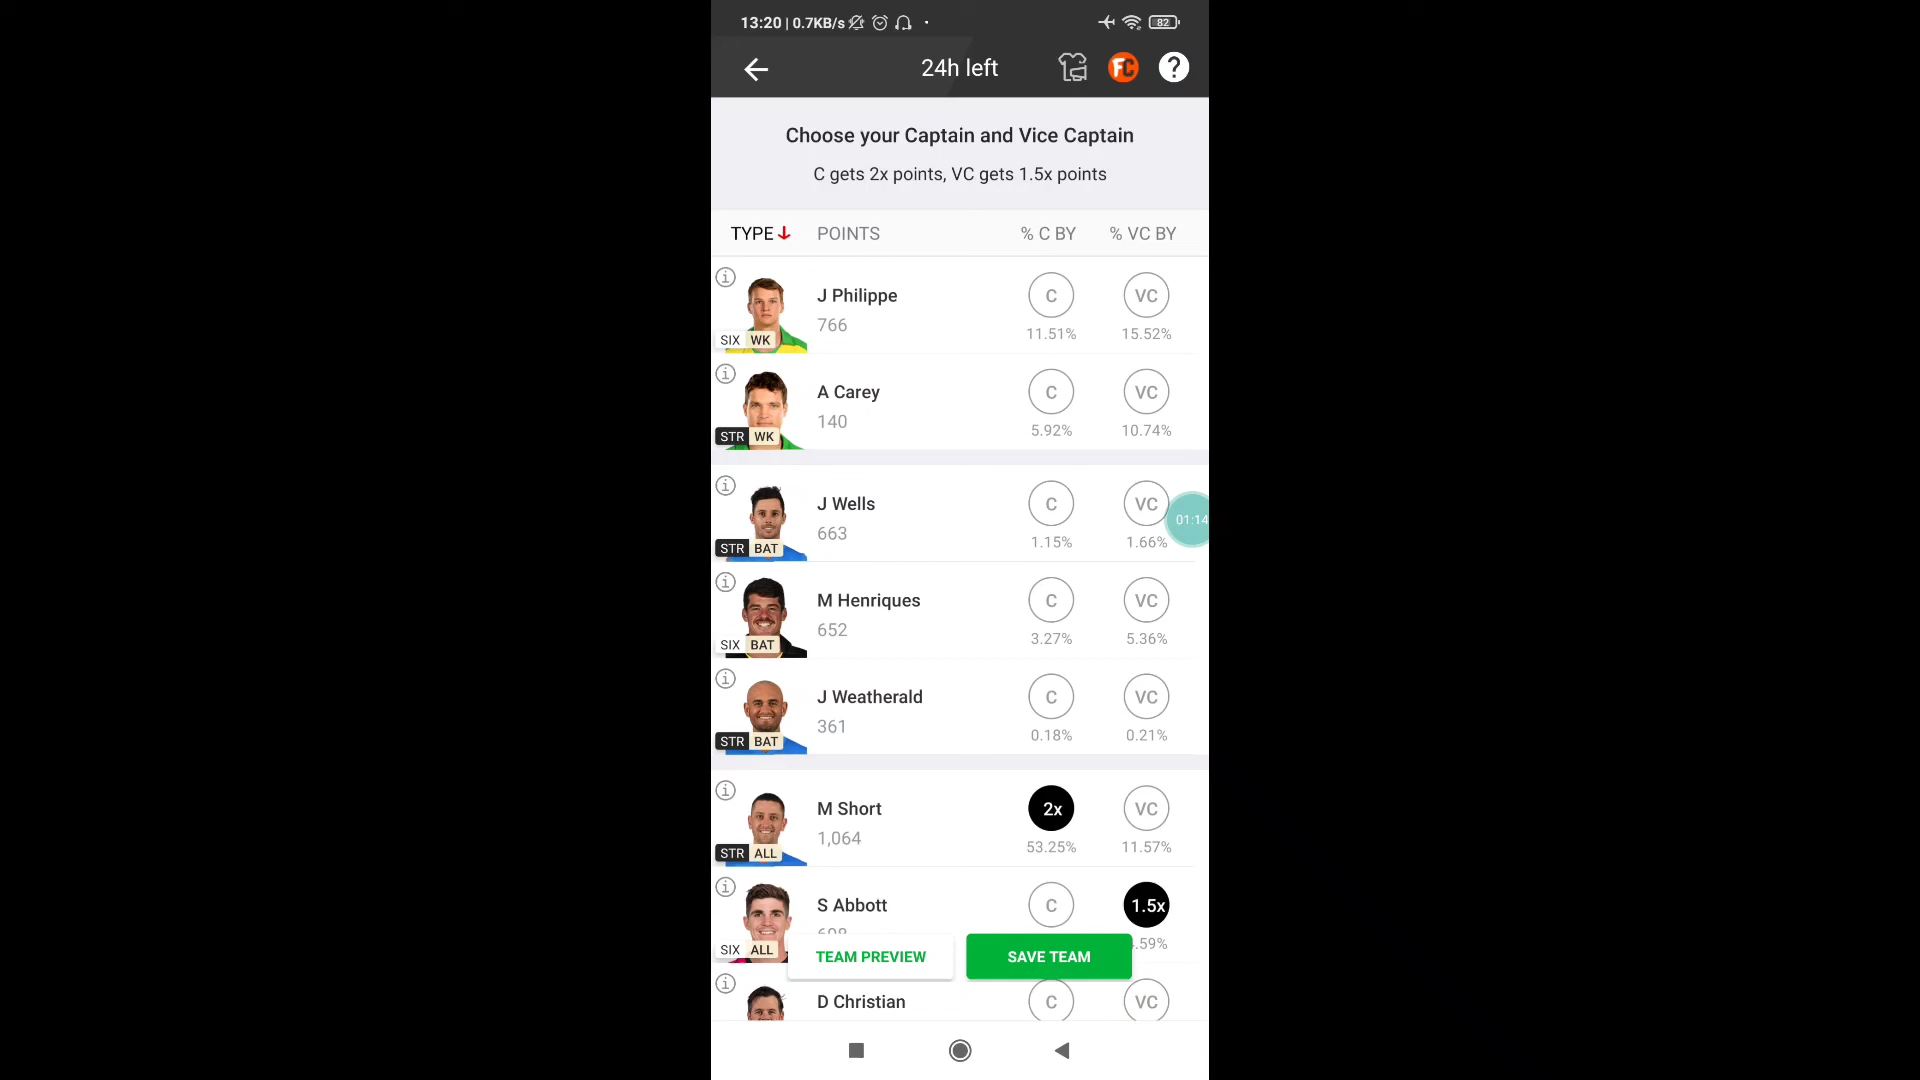 13:20 | 0.7KB/s
82
24h left
FC
?
Choose your Captain and Vice Captain
C gets 2x points, VC gets 1.5x points
TYPE POINTS % C BY % VC BY
i
J Philippe C VC
766
SIX WK 11.51% 15.52%
i
A Carey C VC
140
STR WK 5.92% 10.74%
i
J Wells C VC
01:14
663
STR BAT 1.15% 1.66%
i
M Henriques C VC
652
SIX BAT 3.27% 5.36%
i
J Weatherald C VC
361
STR BAT 0.18% 0.21%
i
M Short 2x VC
1,064
STR ALL 53.25% 11.57%
i
S Abbott C 1.5x
SIX ALL .59%
TEAM PREVIEW SAVE TEAM
i
D Christian C VC